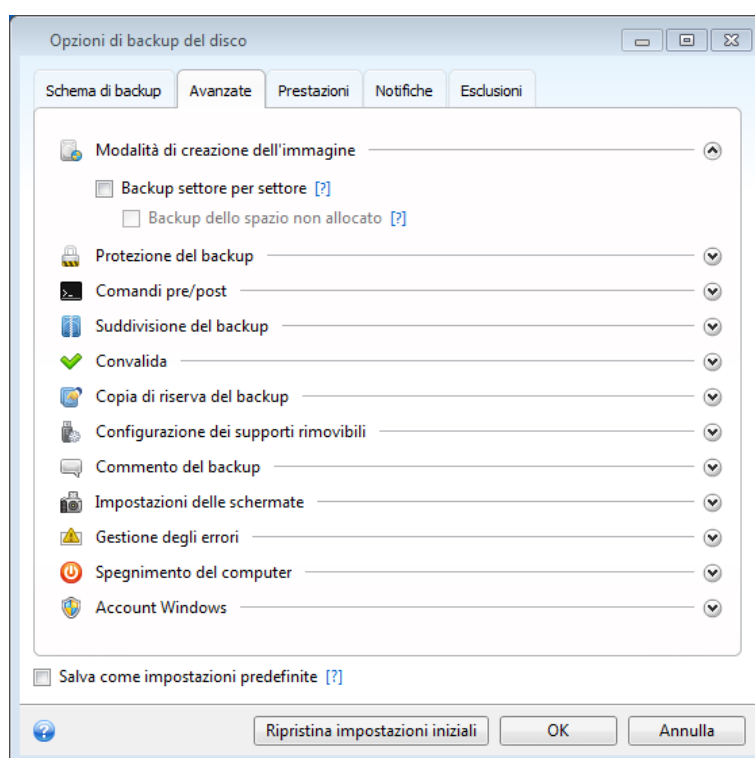 Opzioni di backup del disco
Schema di backup Avanzate Prestazioni Notifiche Esclusioni
Modalità di creazione dell'immagine
Backup settore per settore [?]
Backup dello spazio non allocato [?]
Protezione del backup
Comandi pre/post
Suddivisione del backup
Convalida
Copia di riserva del backup
Configurazione dei supporti rimovibili
Commento del backup
Impostazioni delle schermate
Gestione degli errori
Spegnimento del computer
Account Windows
Salva come impostazioni predefinite [?]
Ripristina impostazioni iniziali OK Annulla